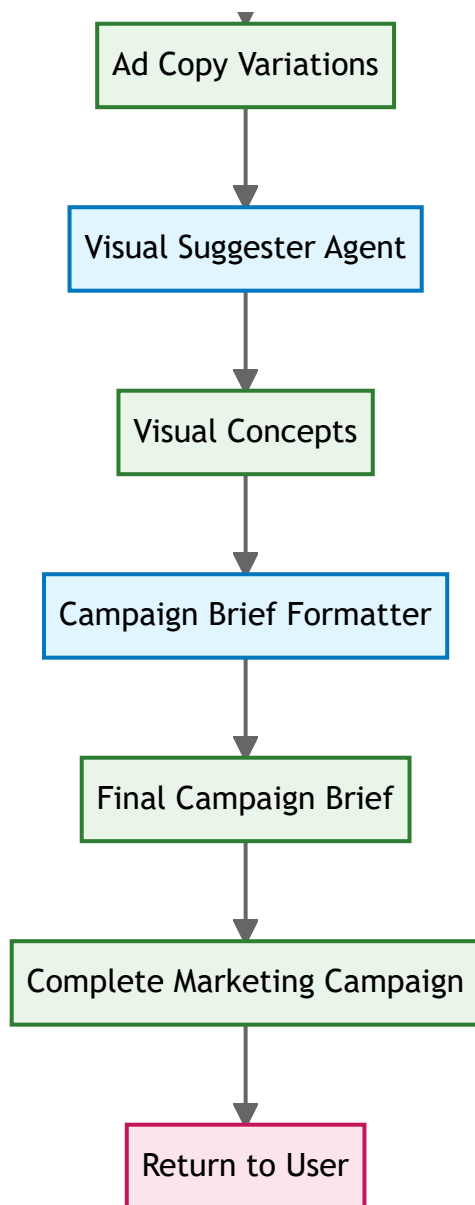 Ad Copy Variations
Visual Suggester Agent
Visual Concepts
Campaign Brief Formatter
Final Campaign Brief
Complete Marketing Campaign
Return to User